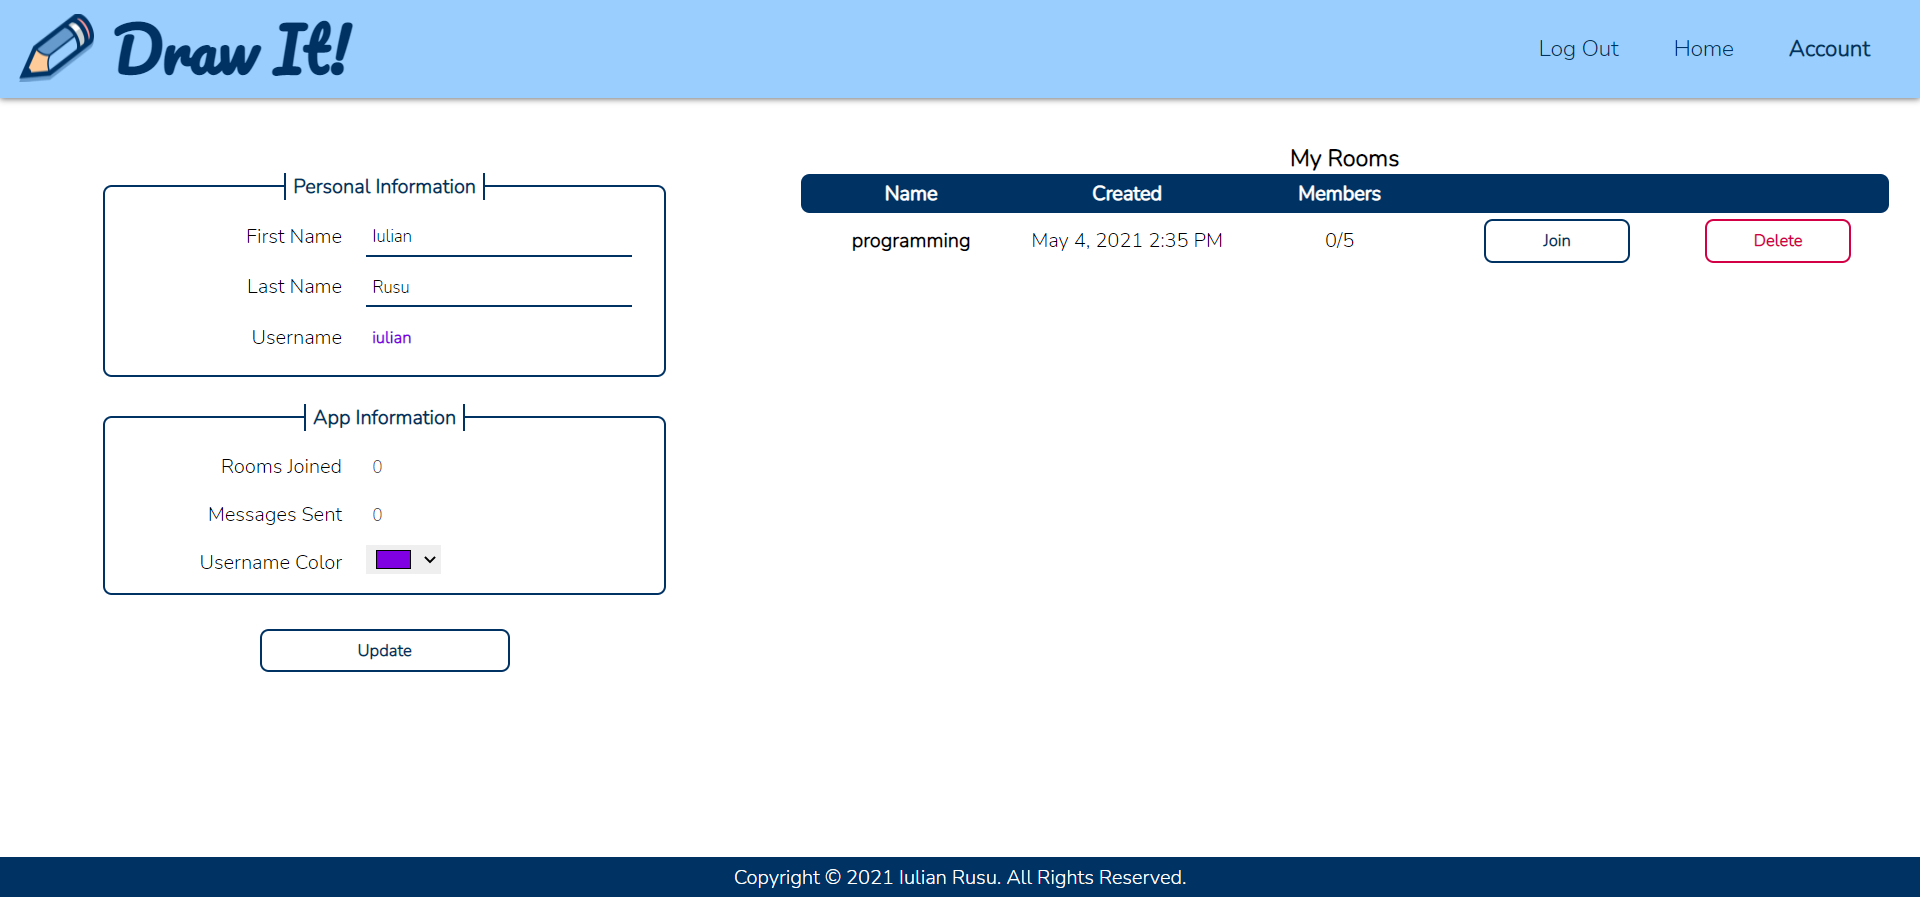 Draw It!
Log Out Home Account
Personal Information
First Name Iulian
Last Name Rusu
Username iulian
App Information
Rooms Joined 0
Messages Sent 0
Username Color
Update
My Rooms
Name Created Members
programming May 4, 2021 2:35 PM 0/5 Join Delete
Copyright © 2021 Iulian Rusu. All Rights Reserved.